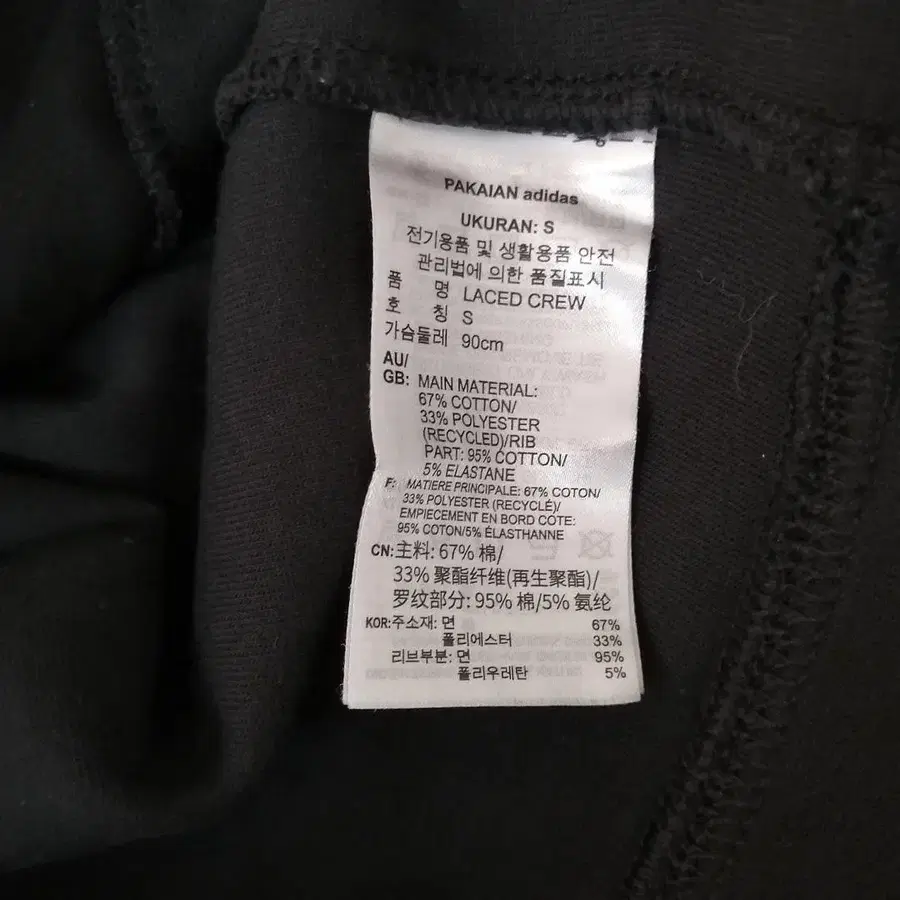 PAKAIAN adidas
UKURAN: S
전기용품 및 생활용품 안전
관리법에 의한 품질표시
품 명 LACED CREW
호 칭 S
가슴둘레 90cm
AU/
GB: MAIN MATERIAL:
67% COTTON/
33% POLYESTER
(RECYCLED)/RIB
PART: 95% COTTON/
5% ELASTANE
F: MATIERE PRINCIPALE: 67% COTON/
33% POLYESTER (RECYCLÉ)/
EMPIECEMENT EN BORD COTE:
95% COTON/5% ÉLASTHANNE
CN:主料: 67% 棉/
33% 聚酯纤维(再生聚酯)/
罗纹部分: 95% 棉/5% 氨纶
KOR:주소재: 면 67%
폴리에스터 33%
리브부분: 면 95%
폴리우레탄 5%